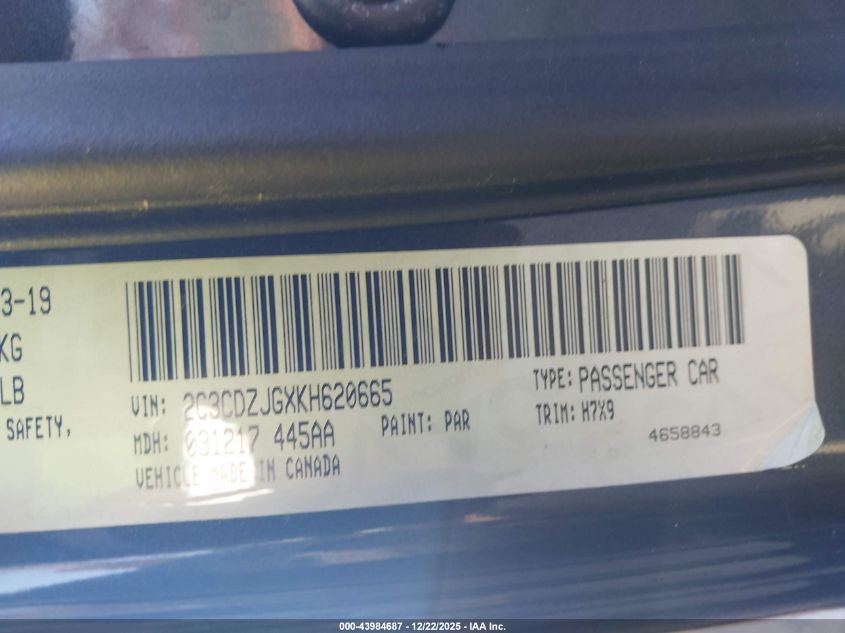 3-19
KG
LB
SAFETY,
VIN: 2C3CDZJGXKH620665
TYPE: PASSENGER CAR
MDH: 031217 445AA
PAINT: PAR
TRIM: H7X9
VEHICLE MADE IN CANADA
4658843
000-43984687 - 12/22/2025 - IAA Inc.